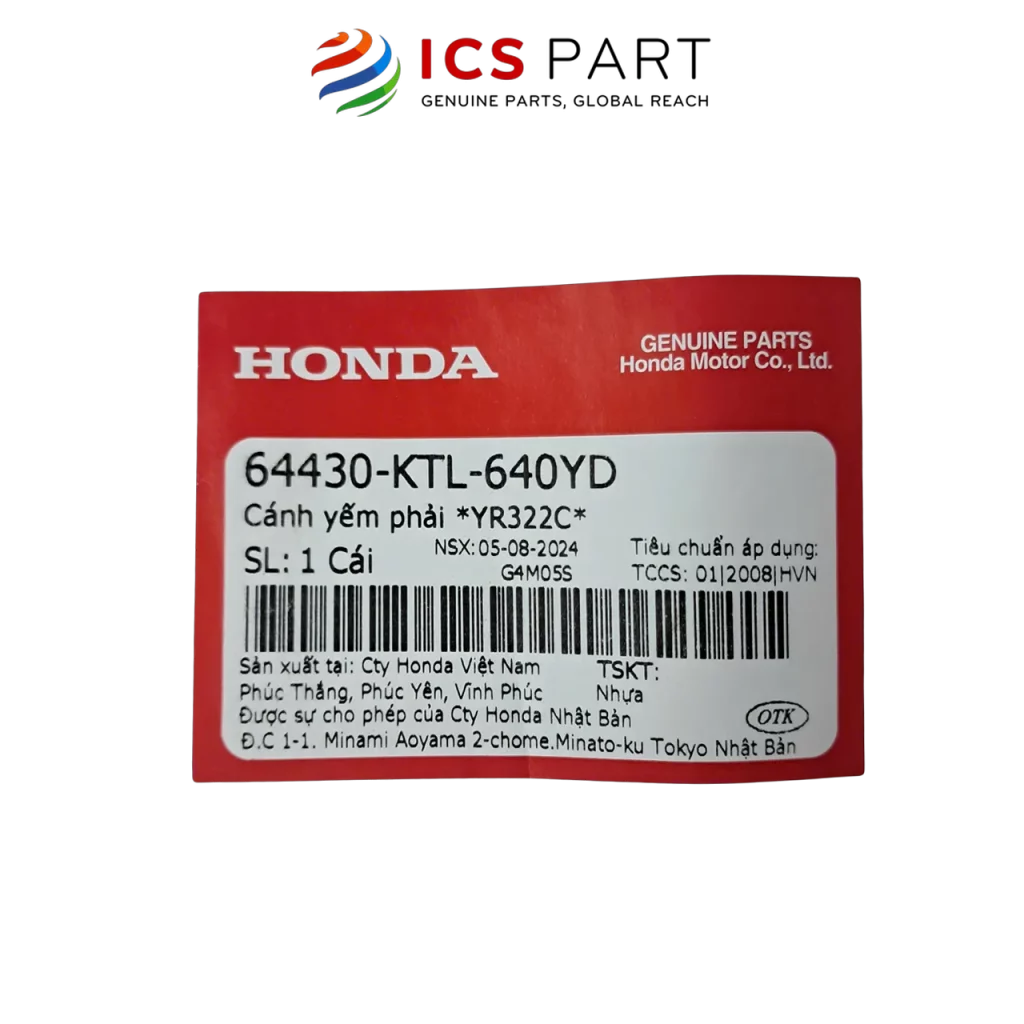 ICS PART
GENUINE PARTS, GLOBAL REACH
HONDA
GENUINE PARTS
Honda Motor Co., Ltd.
64430-KTL-640YD
Cánh yếm phải *YR322C*
SL: 1 Cái
NSX: 05-08-2024
G4M05S
Tiêu chuẩn áp dụng:
TCCS: 01|2008|HVN
Sản xuất tại: Cty Honda Việt Nam
Phúc Thắng, Phúc Yên, Vĩnh Phúc
TSKT:
Nhựa
Được sự cho phép của Cty Honda Nhật Bản
OTK
Đ.C 1-1. Minami Aoyama 2-chome.Minato-ku Tokyo Nhật Bản